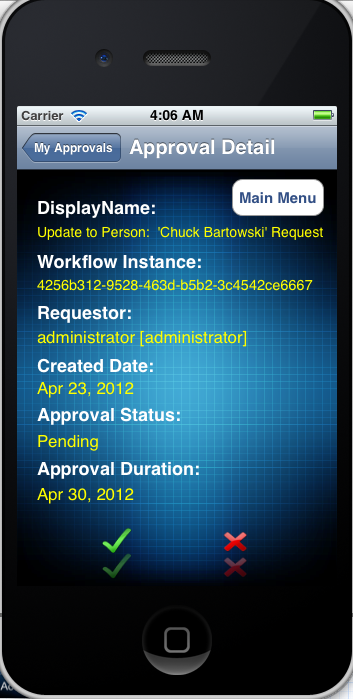 Carrier 4:06 AM
My Approvals Approval Detail
Main Menu
DisplayName:
Update to Person:  'Chuck Bartowski' Request
Workflow Instance:
4256b312-9528-463d-b5b2-3c4542ce6667
Requestor:
administrator [administrator]
Created Date:
Apr 23, 2012
Approval Status:
Pending
Approval Duration:
Apr 30, 2012